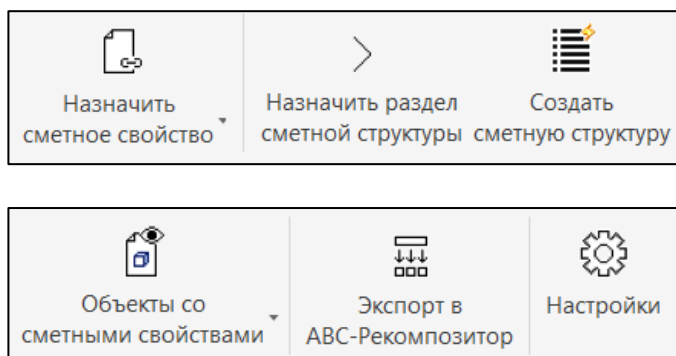 Назначить
сметное свойство
Назначить раздел
сметной структуры
Создать
сметную структуру
Объекты со
сметными свойствами
Экспорт в
АВС-Рекомпозитор
Настройки